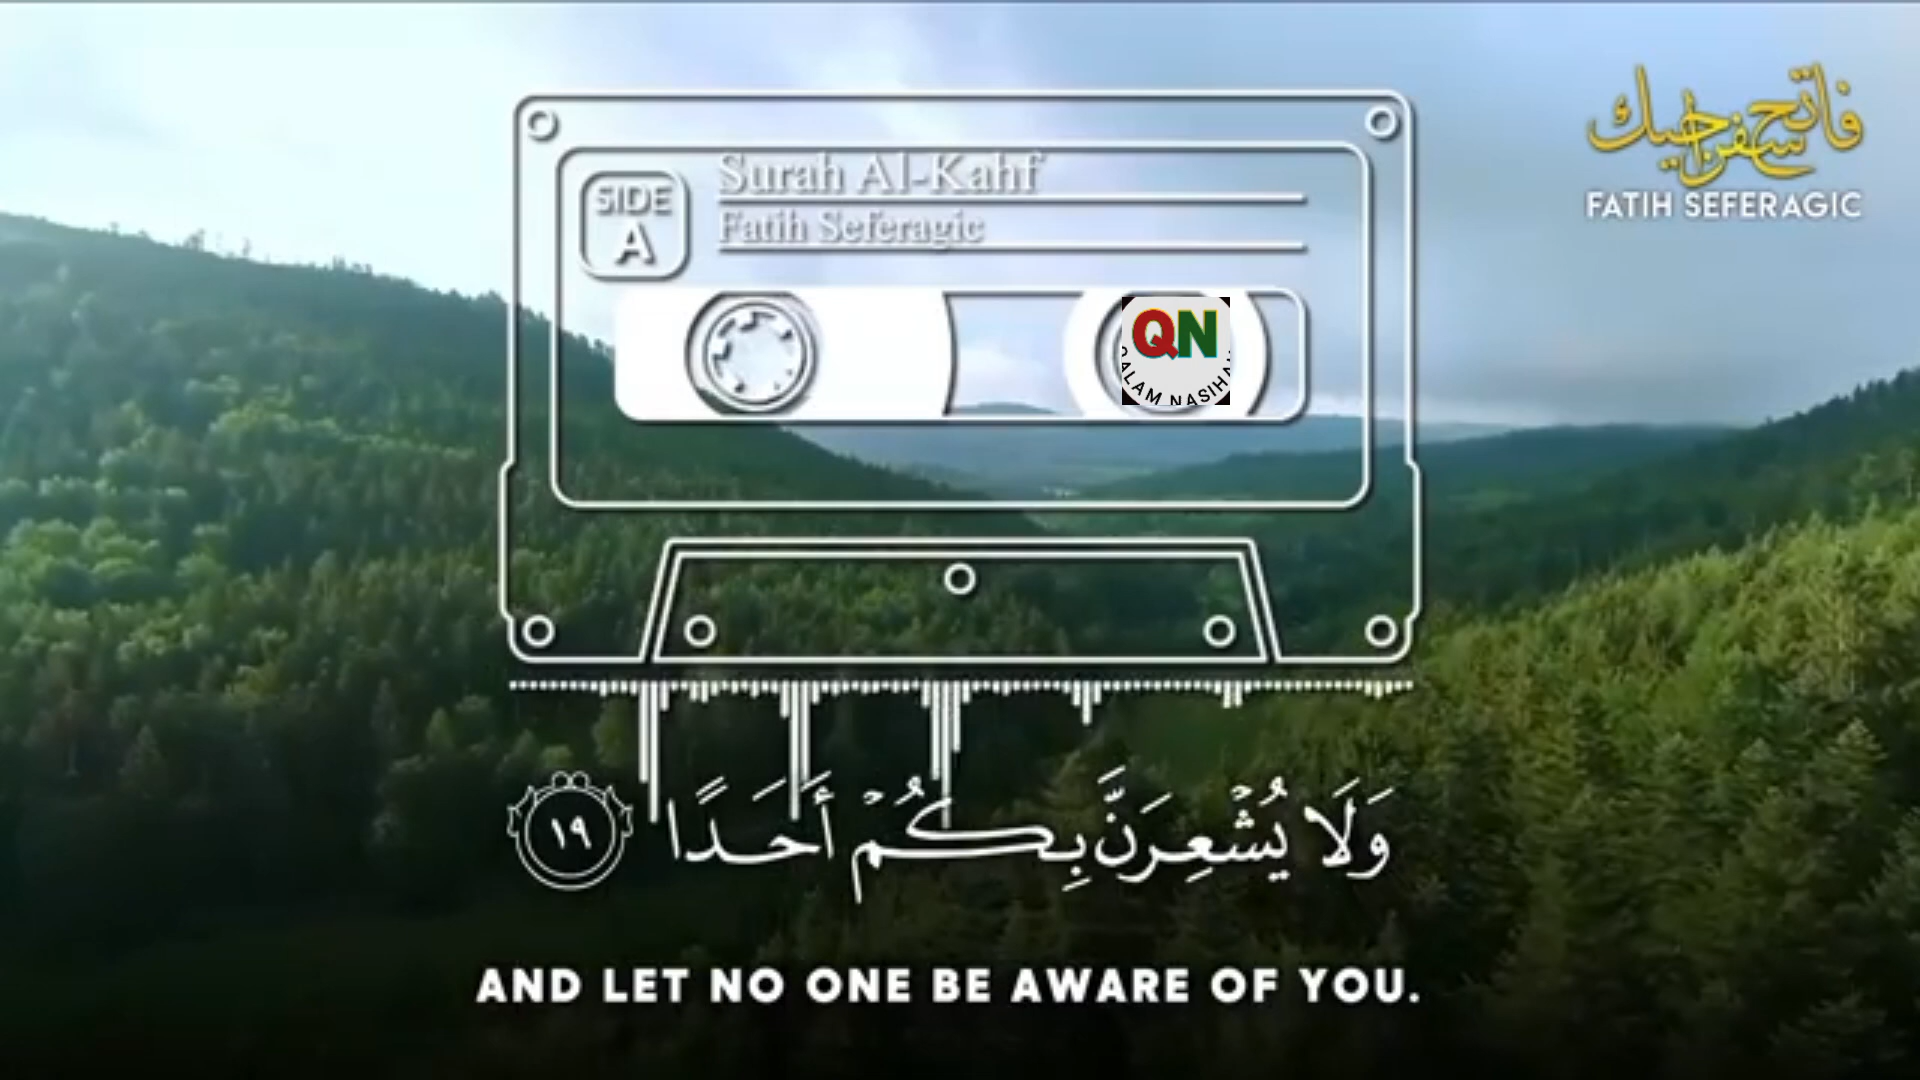 فاتح سفراجيك
FATIH SEFERAGIC
SIDE
A
Surah Al-Kahf
Fatih Seferagic
QN
QALAM NASIHA
وَلَا يُشْعِرَنَّ بِكُمْ أَحَدًا ١٩
AND LET NO ONE BE AWARE OF YOU.